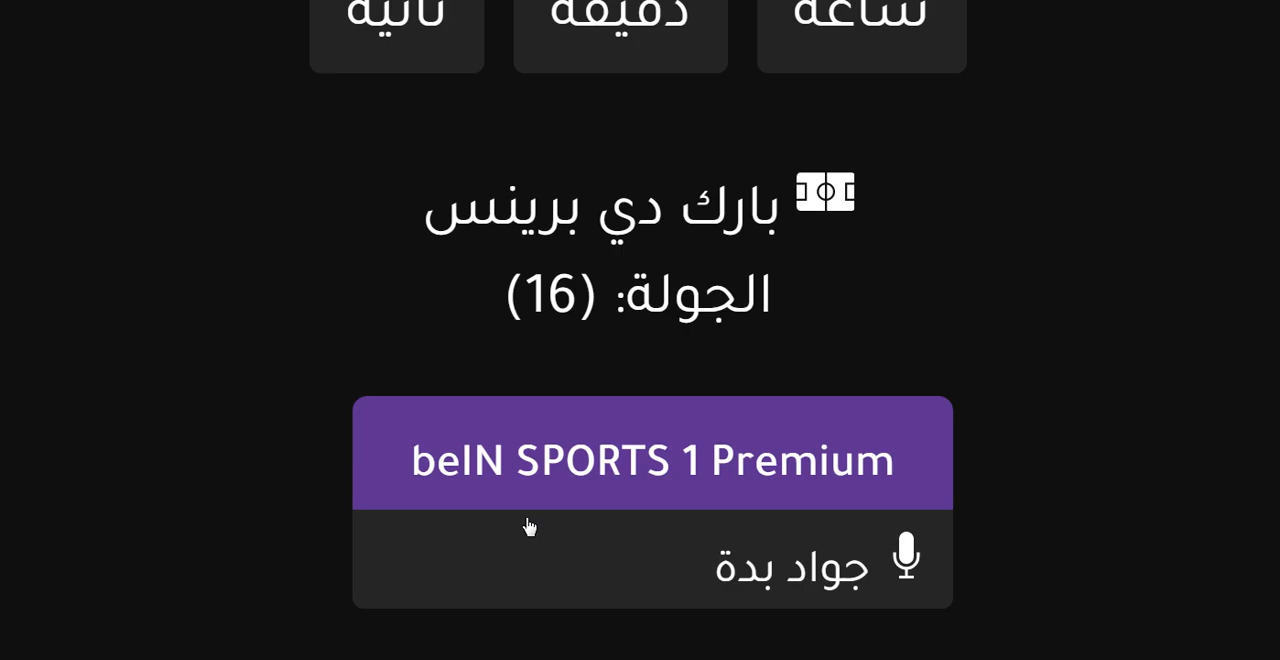 ساعة دقيقة ثانية
بارك دي برينس
الجولة: (16)
beIN SPORTS 1 Premium
جواد بدة